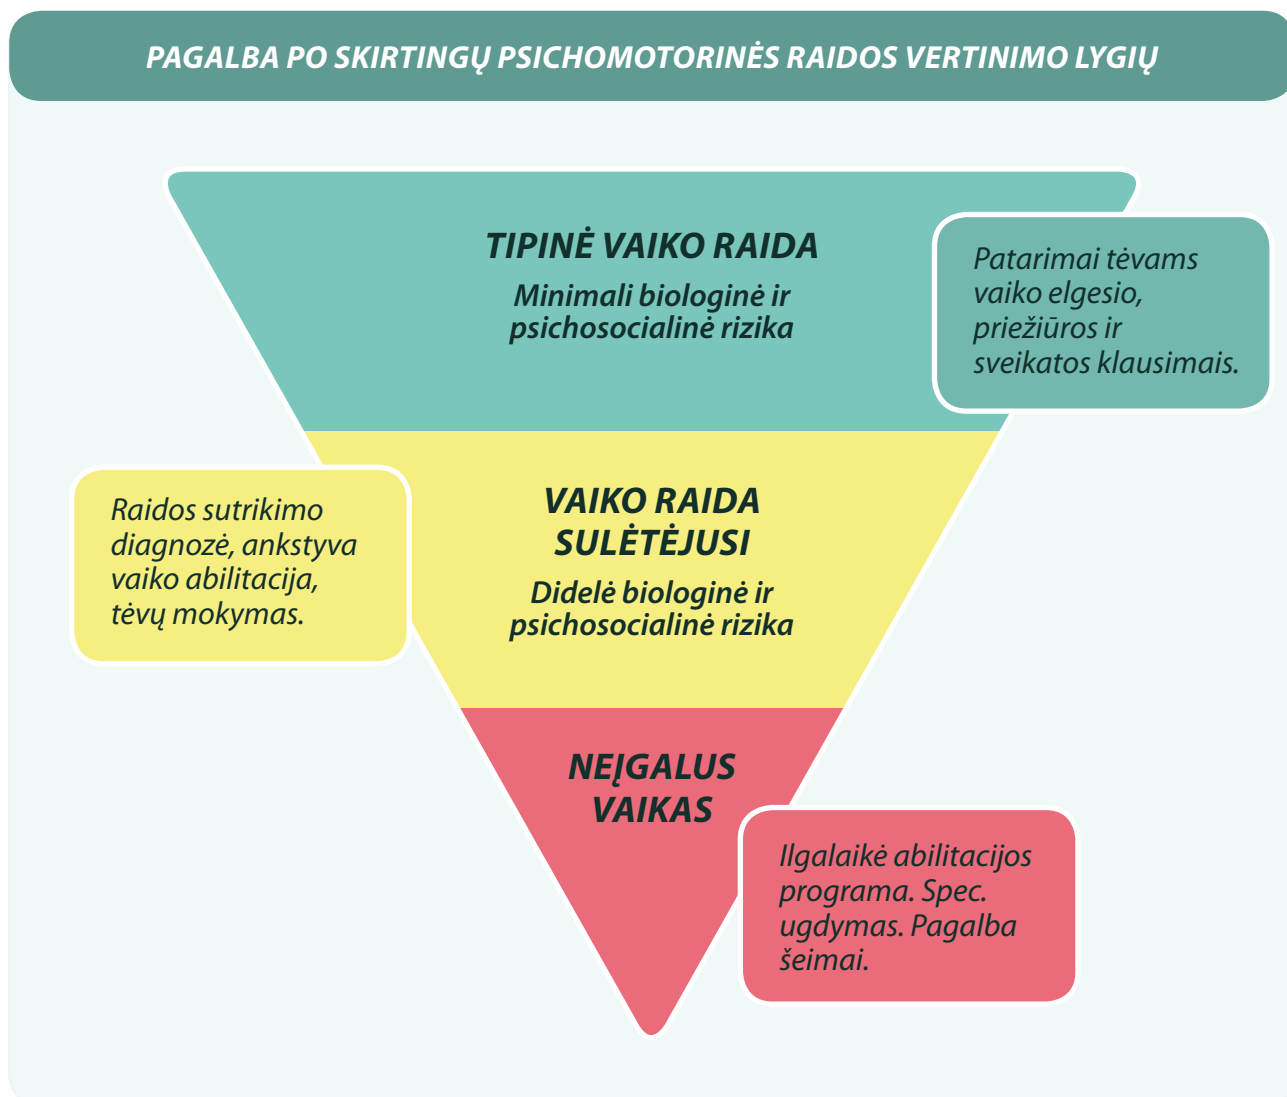 PAGALBA PO SKIRTINGŲ PSICHOMOTORINĖS RAIDOS VERTINIMO LYGIŲ
TIPINĖ VAIKO RAIDA
Minimali biologinė ir
psichosocialinė rizika
Patarimai tėvams
vaiko elgesio,
priežiūros ir
sveikatos klausimais.
VAIKO RAIDA
SULĖTĖJUSI
Didelė biologinė ir
psichosocialinė rizika
Raidos sutrikimo
diagnozė, ankstyva
vaiko abilitacija,
tėvų mokymas.
NEĮGALUS
VAIKAS
Ilgalaikė abilitacijos
programa. Spec.
ugdymas. Pagalba
šeimai.